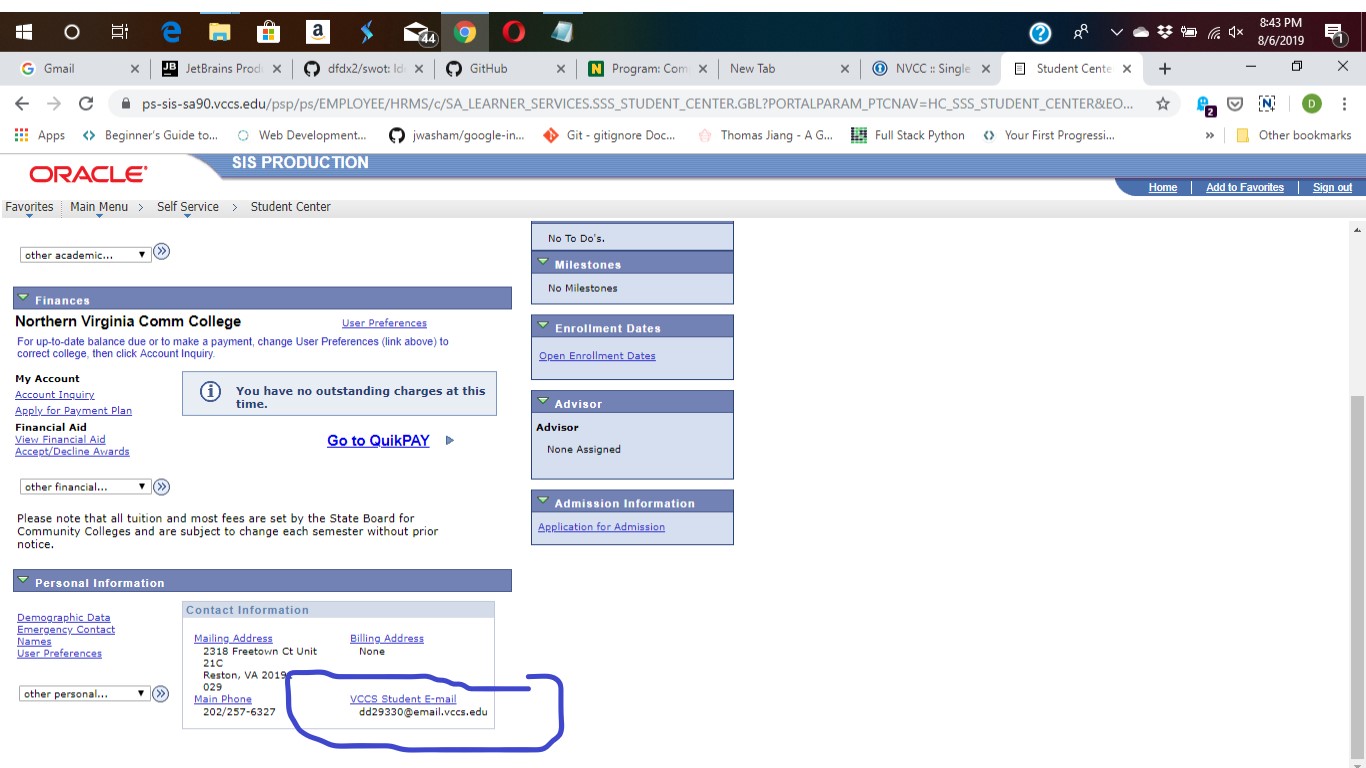 44
8:43 PM
8/6/2019
1
Gmail
JetBrains Prod
dfdx2/swot: Ide
GitHub
Program: Com
New Tab
NVCC :: Single
Student Cente
ps-sis-sa90.vccs.edu/psp/ps/EMPLOYEE/HRMS/c/SA_LEARNER_SERVICES.SSS_STUDENT_CENTER.GBL?PORTALPARAM_PTCNAV=HC_SSS_STUDENT_CENTER&EO...
2
D
Apps
Beginner's Guide to...
Web Development...
jwasham/google-in...
Git - gitignore Doc...
Thomas Jiang - A G...
Full Stack Python
Your First Progressi...
»
Other bookmarks
ORACLE
SIS PRODUCTION
Home
Add to Favorites
Sign out
Favorites
Main Menu > Self Service > Student Center
other academic...
Finances
Northern Virginia Comm College
User Preferences
For up-to-date balance due or to make a payment, change User Preferences (link above) to
correct college, then click Account Inquiry.
My Account
Account Inquiry
Apply for Payment Plan
Financial Aid
View Financial Aid
Accept/Decline Awards
You have no outstanding charges at this
time.
Go to QuikPAY
other financial...
Please note that all tuition and most fees are set by the State Board for
Community Colleges and are subject to change each semester without prior
notice.
Personal Information
Demographic Data
Emergency Contact
Names
User Preferences
other personal...
Contact Information
Mailing Address
2318 Freetown Ct Unit
21C
Reston, VA
029
Billing Address
None
Main Phone
202/257-6327
VCCS Student E-mail
dd29330@email.vccs.edu
No To Do's.
Milestones
No Milestones
Enrollment Dates
Open Enrollment Dates
Advisor
Advisor
None Assigned
Admission Information
Application for Admission